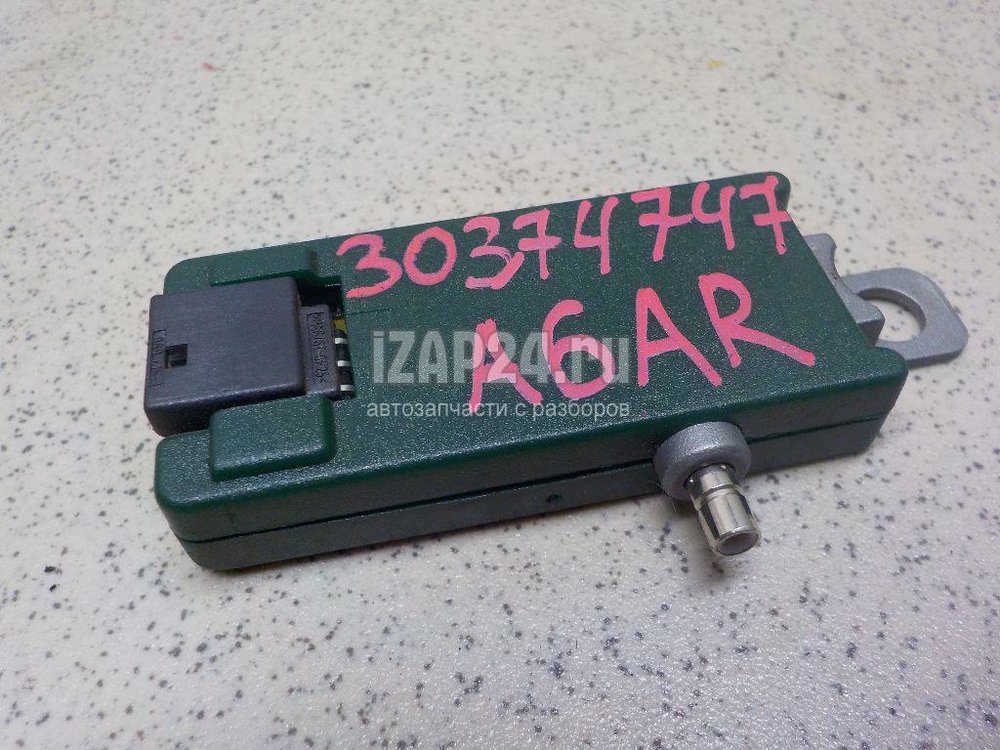 30374747
A6AR
iZAP24.ru
автозапчасти с разборов